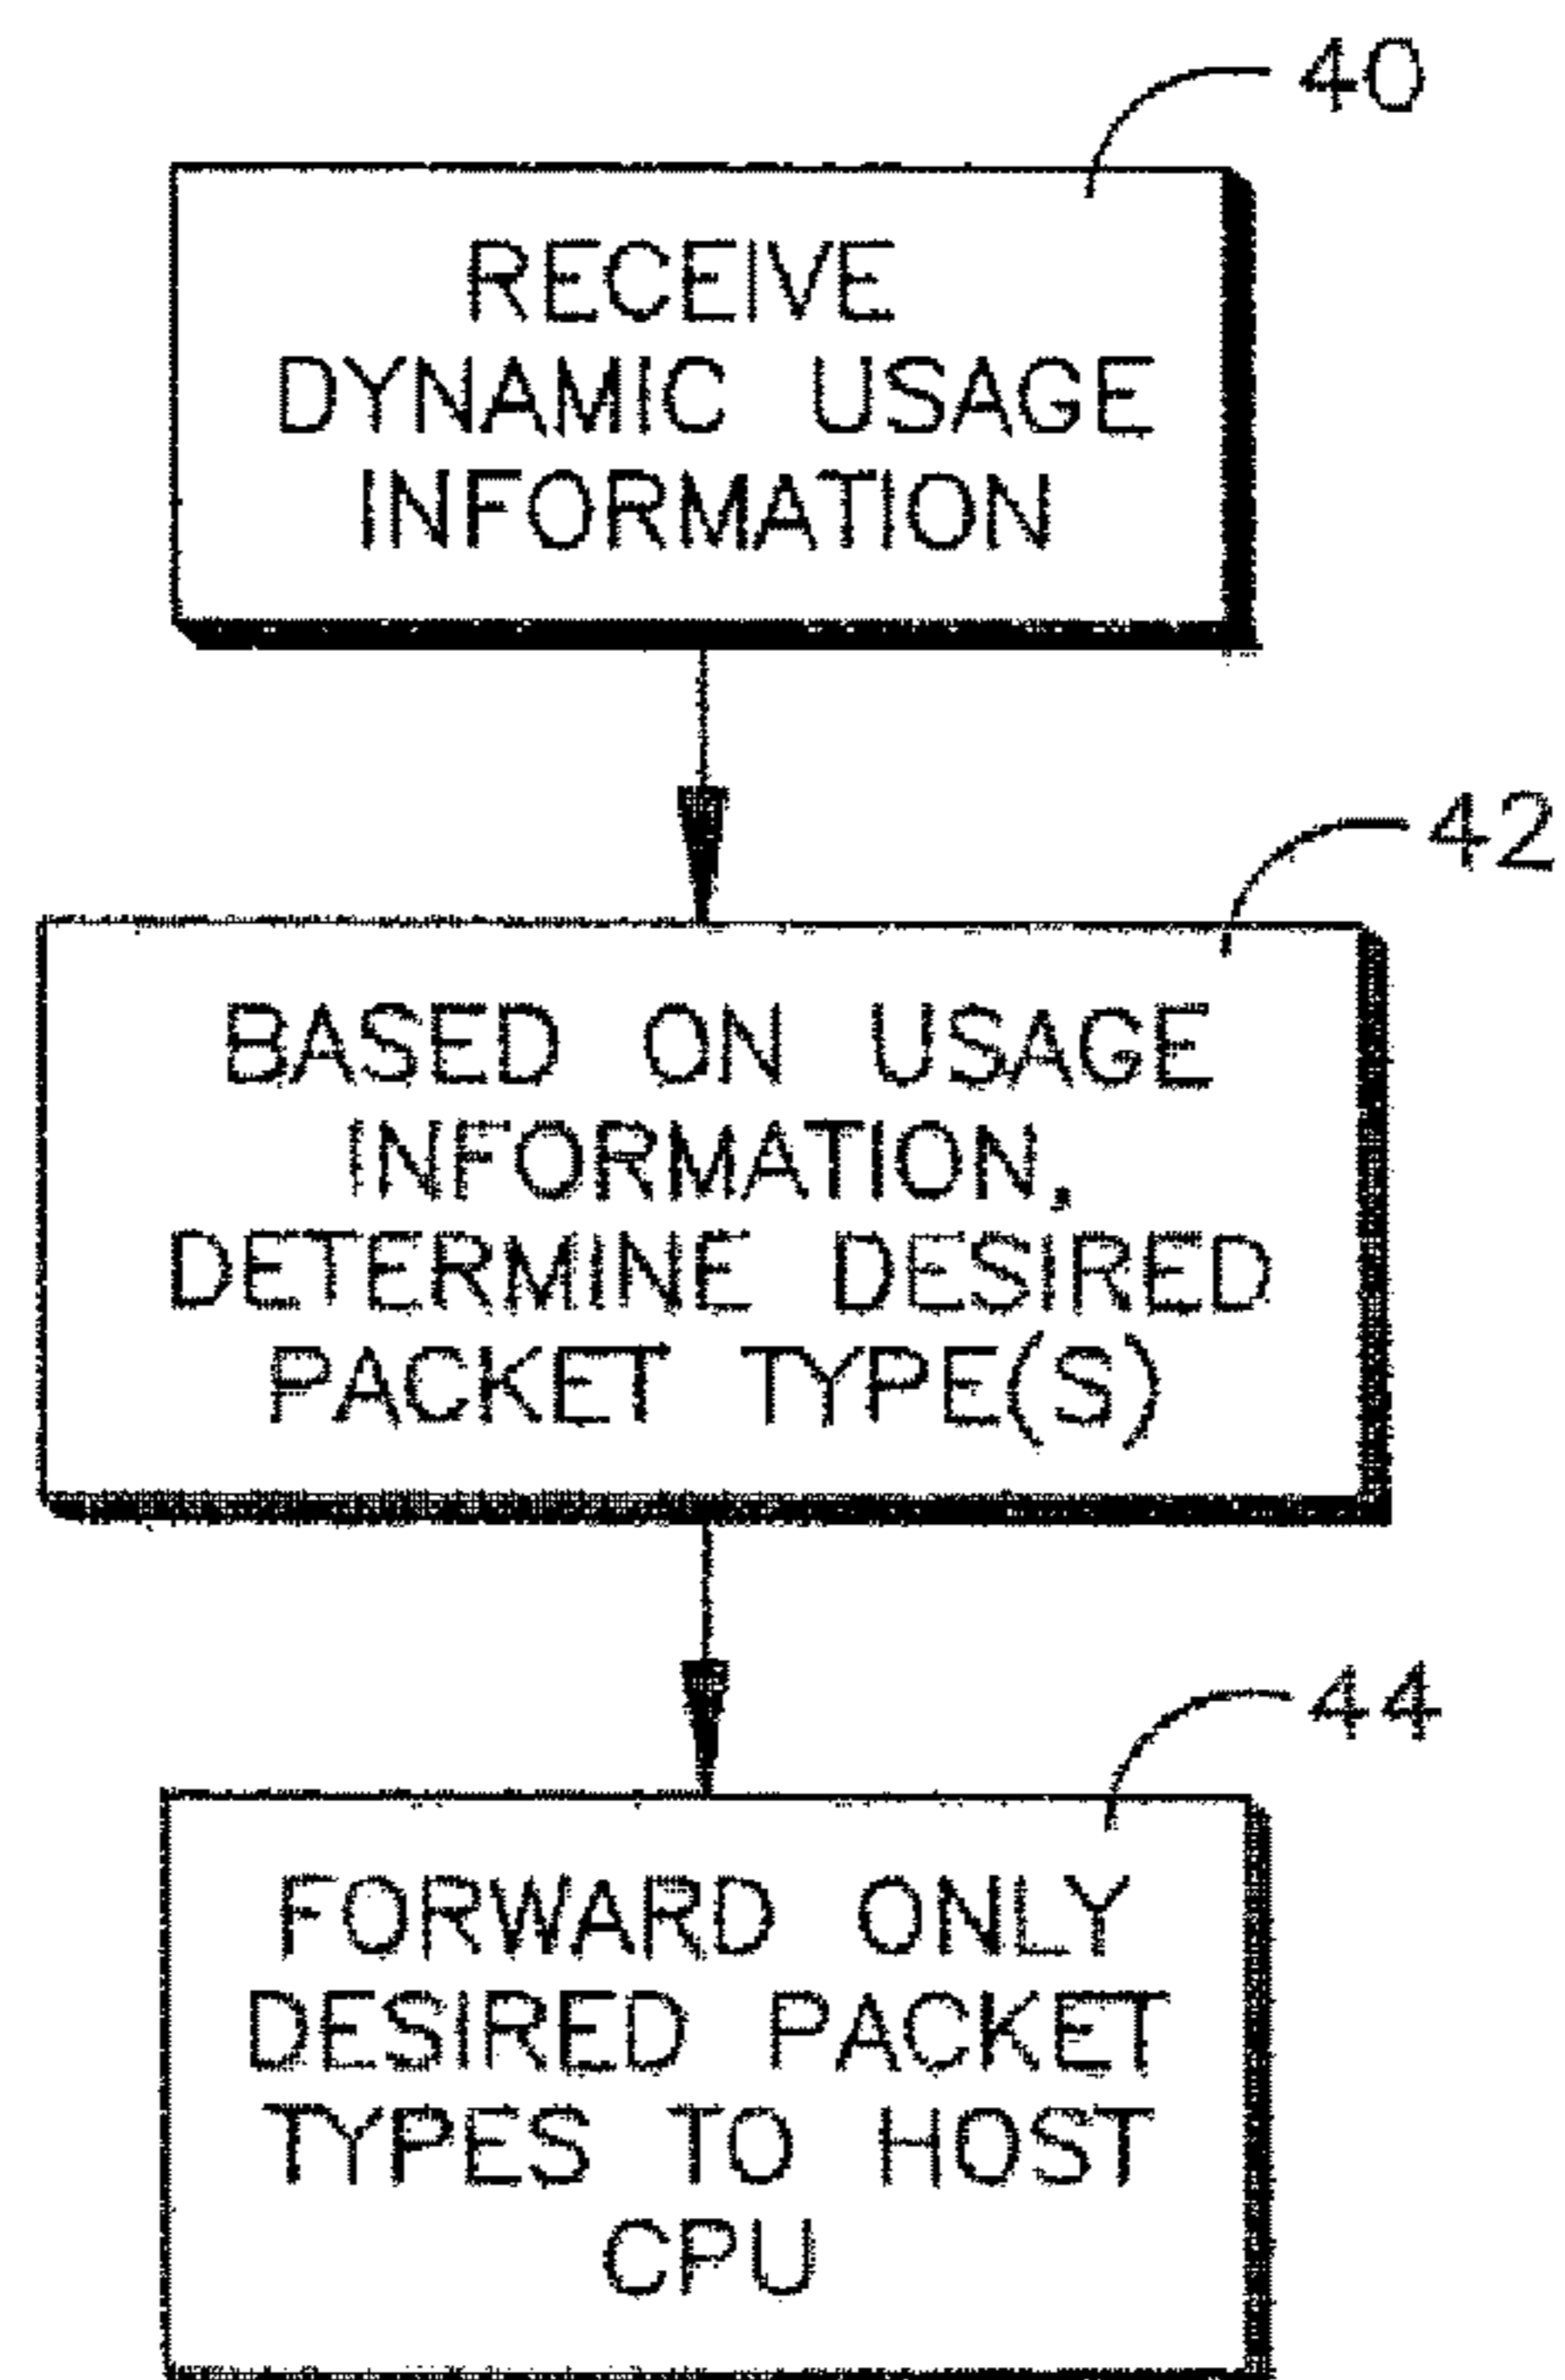 40
RECEIVE
DYNAMIC USAGE
INFORMATION
42
BASED ON USAGE
INFORMATION,
DETERMINE DESIRED
PACKET TYPE(S)
44
FORWARD ONLY
DESIRED PACKET
TYPES TO HOST
CPU